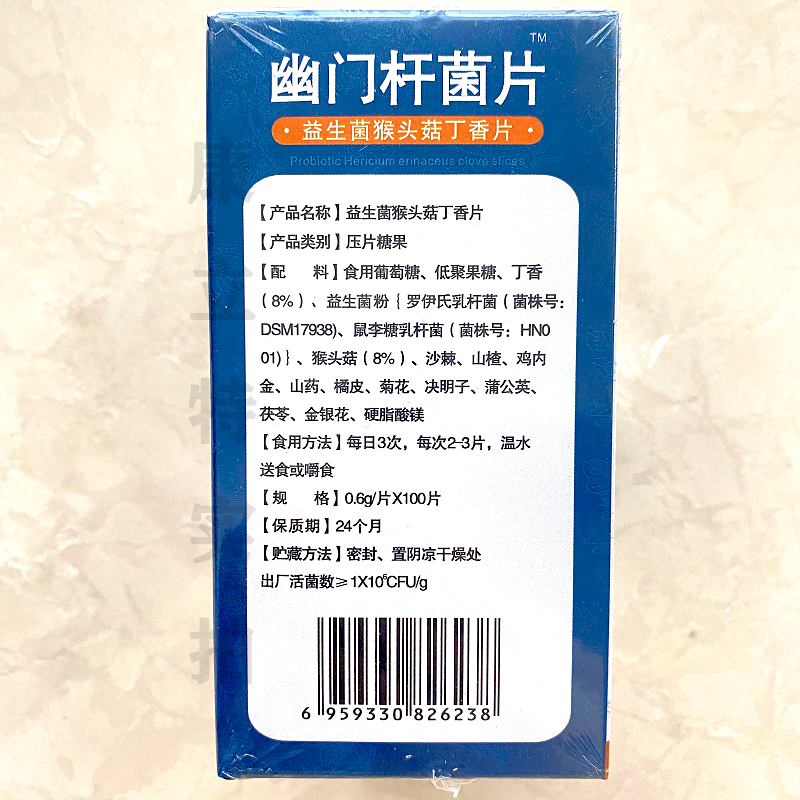 幽门杆菌片™
·益生菌猴头菇丁香片·
Probiotic Hericium erinaceus clove slices
【产品名称】益生菌猴头菇丁香片
【产品类别】压片糖果
【配 料】食用葡萄糖、低聚果糖、丁香
(8%)、益生菌粉{罗伊氏乳杆菌(菌株号:
DSM17938)、鼠李糖乳杆菌(菌株号: HN0
01)}、猴头菇(8%)、沙棘、山楂、鸡内
金、山药、橘皮、菊花、决明子、蒲公英、
茯苓、金银花、硬脂酸镁
【食用方法】每日3次，每次2-3片，温水
送食或嚼食
【规 格】0.6g/片X100片
【保质期】24个月
【贮藏方法】密封、置阴凉干燥处
出厂活菌数≥1X10⁶CFU/g
6 959330 826238
康立特实拍